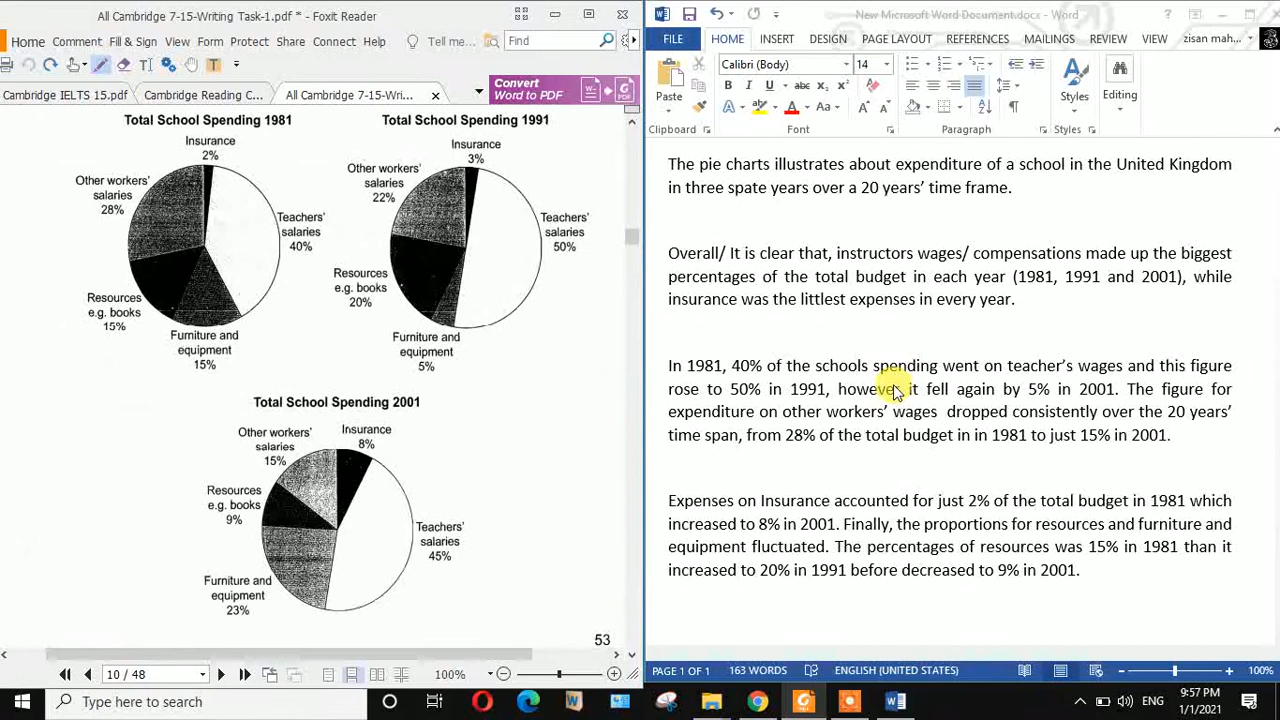 All Cambridge 7-15-Writing Task-1.pdf * - Foxit Reader
Home Comment Fill & Sign View Form Protect Share Connect Help Tell me... Find
Cambridge IELTS 15.pdf
Cambridge Reading
All Cambridge 7-15-Wri...
Convert
Word to PDF
Total School Spending 1981
Insurance
2%
Other workers'
salaries
28%
Teachers'
salaries
40%
Resources
e.g. books
15%
Furniture and
equipment
15%
Total School Spending 1991
Insurance
3%
Other workers'
salaries
22%
Teachers'
salaries
50%
Resources
e.g. books
20%
Furniture and
equipment
5%
Total School Spending 2001
Other workers'
salaries
15%
Insurance
8%
Resources
e.g. books
9%
Teachers'
salaries
45%
Furniture and
equipment
23%
53
10 / 48
100%
New Microsoft Word Document.docx - Word
FILE HOME INSERT DESIGN PAGE LAYOUT REFERENCES MAILINGS REVIEW VIEW zisan mah...
Calibri (Body) 14
Paste
B I U abc
Aa A A
Styles
Editing
Clipboard Font Paragraph Styles
The pie charts illustrates about expenditure of a school in the United Kingdom
in three spate years over a 20 years' time frame.
Overall/ It is clear that, instructors wages/ compensations made up the biggest
percentages of the total budget in each year (1981, 1991 and 2001), while
insurance was the littlest expenses in every year.
In 1981, 40% of the schools spending went on teacher's wages and this figure
rose to 50% in 1991, however it fell again by 5% in 2001. The figure for
expenditure on other workers' wages dropped consistently over the 20 years'
time span, from 28% of the total budget in in 1981 to just 15% in 2001.
Expenses on Insurance accounted for just 2% of the total budget in 1981 which
increased to 8% in 2001. Finally, the proportions for resources and furniture and
equipment fluctuated. The percentages of resources was 15% in 1981 than it
increased to 20% in 1991 before decreased to 9% in 2001.
PAGE 1 OF 1 163 WORDS ENGLISH (UNITED STATES) 100%
Type here to search
ENG
9:57 PM
1/1/2021